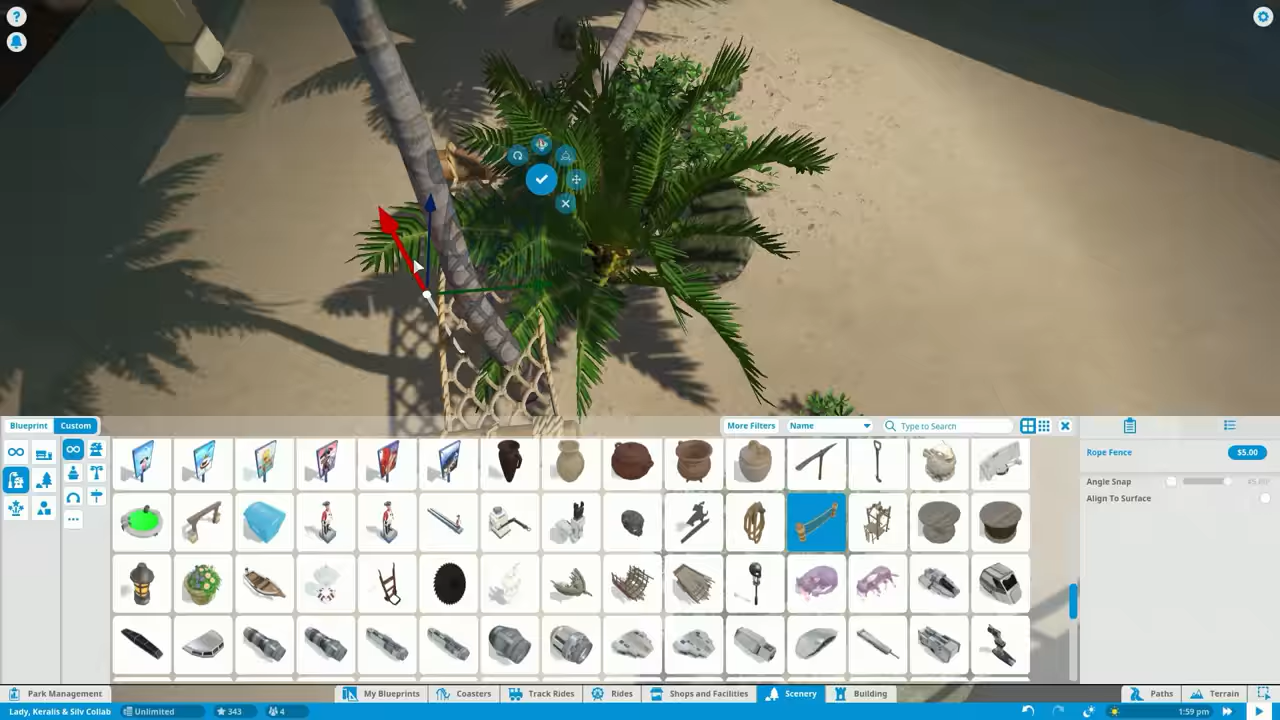 Blueprint Custom More Filters Name Type to Search
Rope Fence $5.00
Angle Snap
Align To Surface
Park Management My Blueprints Coasters Track Rides Rides Shops and Facilities Scenery Building Paths Terrain
Lady, Keralis & Silv Collab Unlimited 343 4 1:59 pm